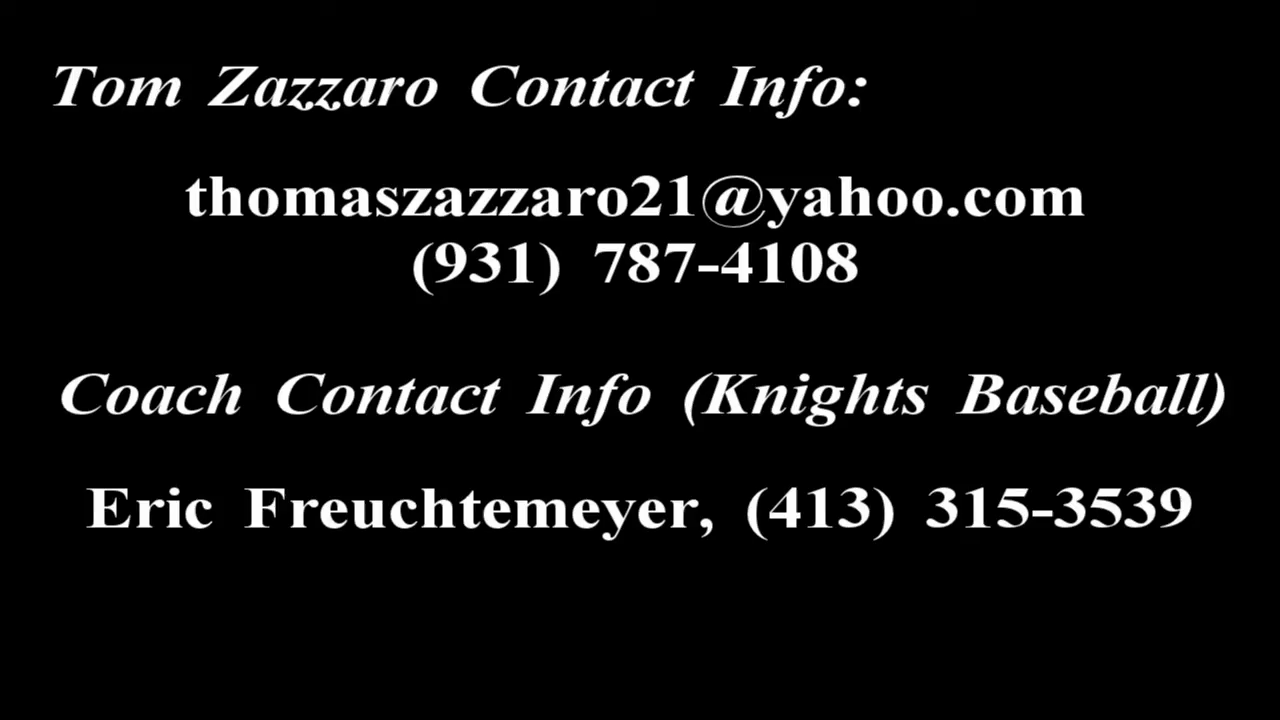 Tom Zazzaro Contact Info:
thomaszazzaro21@yahoo.com
(931) 787-4108
Coach Contact Info (Knights Baseball)
Eric Freuchtemeyer, (413) 315-3539